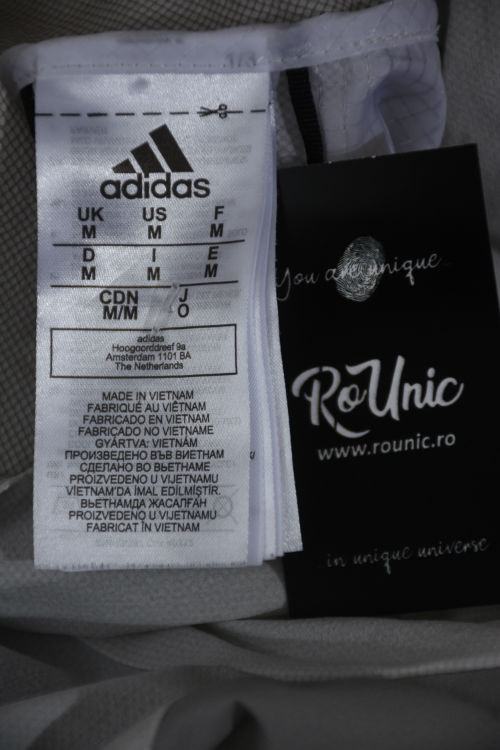 adidas
UK US F
M M M
D I E
M M M
CDN J
M/M O
adidas
Hoogoorddreef 9a
Amsterdam 1101 BA
The Netherlands
MADE IN VIETNAM
FABRIQUÉ AU VIÊTNAM
FABRICADO EN VIETNAM
FABRICADO NO VIETNAME
GYÁRTVA: VIETNÁM
ПРОИЗВЕДЕНО ВЪВ ВИЕТНАМ
СДЕЛАНО ВО ВЬЕТНАМЕ
PROIZVEDENO U VIJETNAMU
VIETNAM'DA İMAL EDİLMİŞTİR.
ВЬЕТНАМДА ЖАСАЛҒАН
PROIZVEDENO U VIJETNAMU
FABRICAT ÎN VIETNAM
You are unique...
RoUnic
www.rounic.ro
...in unique universe